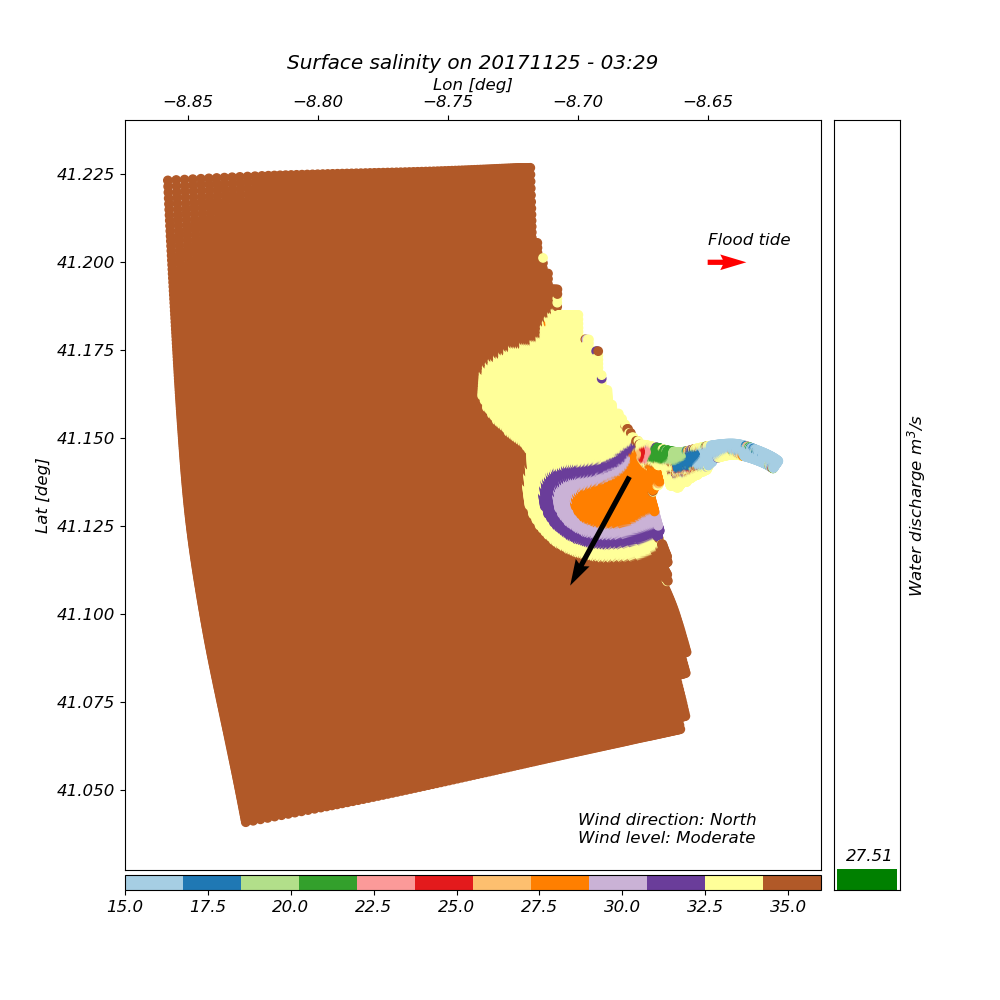 Surface salinity on 20171125 - 03:29
Lon [deg]
−8.85 −8.80 −8.75 −8.70 −8.65
41.225
41.200
41.175
41.150
41.125
41.100
41.075
41.050
Lat [deg]
Flood tide
Wind direction: North
Wind level: Moderate
15.0 17.5 20.0 22.5 25.0 27.5 30.0 32.5 35.0
27.51
Water discharge m³/s